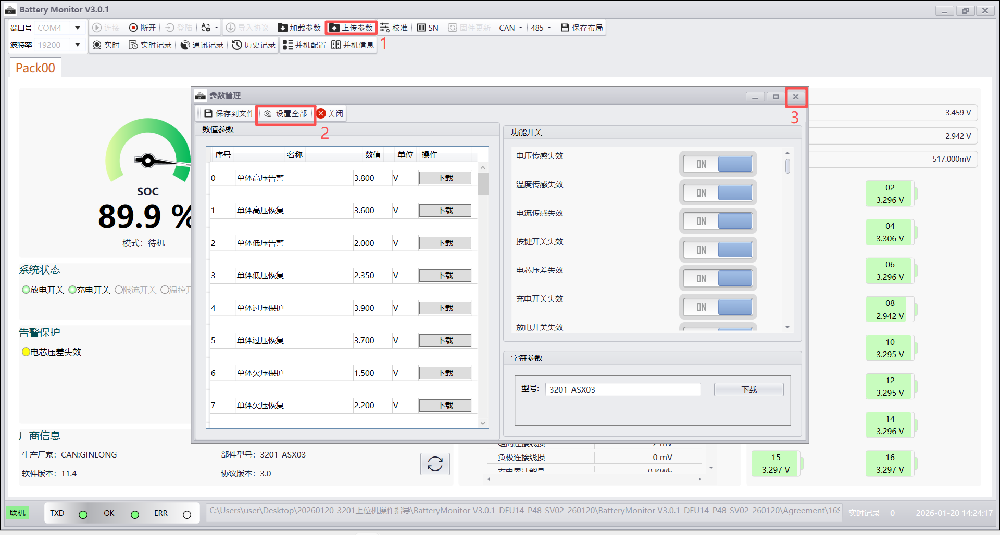 Battery Monitor V3.0.1
端口号 COM4 连接 断开 登陆 导入协议 加载参数 上传参数 校准 SN 固件更新 CAN 485 保存布局
波特率 19200 实时 实时记录 通讯记录 历史记录 并机配置 并机信息 1
Pack00
SOC
89.9 %
模式：待机
系统状态
放电开关 充电开关 限流开关 温控开
告警保护
电芯压差失效
厂商信息
生产厂家：CAN:GINLONG 部件型号：3201-ASX03
软件版本：11.4 协议版本：3.0
参数管理
保存到文件 设置全部 关闭
2
3
数值参数
序号 名称 数值 单位 操作
0 单体高压告警 3.800 V 下载
1 单体高压恢复 3.600 V 下载
2 单体低压告警 2.000 V 下载
3 单体低压恢复 2.350 V 下载
4 单体过压保护 3.900 V 下载
5 单体过压恢复 3.700 V 下载
6 单体欠压保护 1.500 V 下载
7 单体欠压恢复 2.200 V 下载
功能开关
电压传感失效 ON
温度传感失效 ON
电流传感失效 ON
按键开关失效 ON
电芯压差失效 ON
充电开关失效 ON
放电开关失效
字符参数
型号: 3201-ASX03 下载
3.459 V
2.942 V
517.000mV
02
3.296 V
04
3.306 V
06
3.296 V
08
2.942 V
10
3.295 V
12
3.295 V
14
3.296 V
15
3.297 V
16
3.297 V
组间连接线损 2 mV
负极连接线损 0 mV
充电累计能量 0 KWh
联机 TXD OK ERR C:\Users\user\Desktop\20260120-3201上位机操作指导\BatteryMonitor V3.0.1_DFU14_P48_SV02_260120\BatteryMonitor V3.0.1_DFU14_P48_SV02_260120\Agreement\16S 实时记录 0 2026-01-20 14:24:17